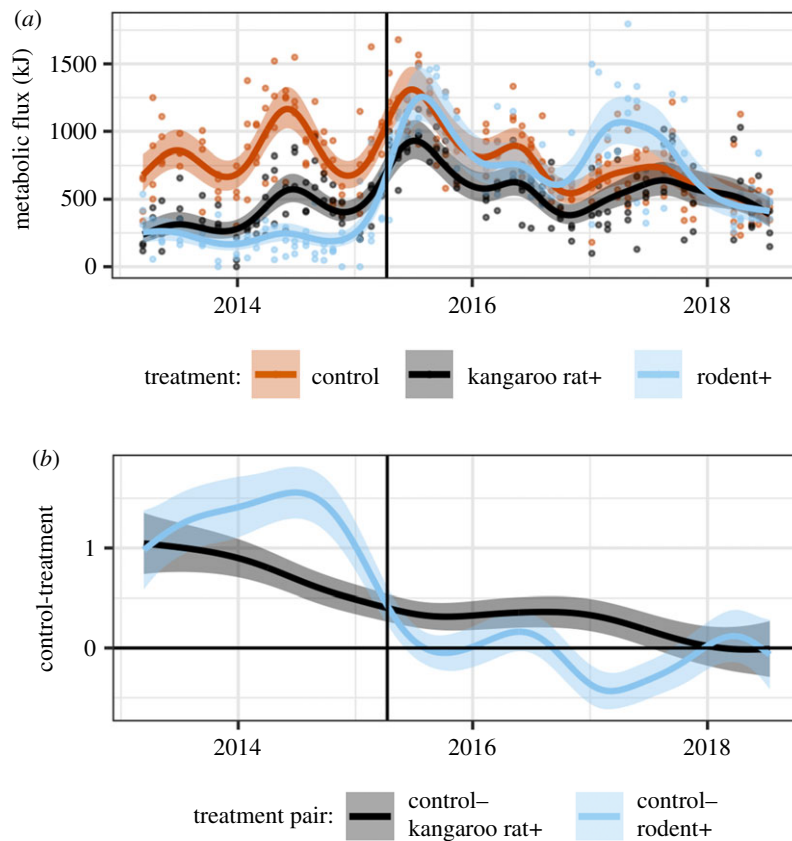 (a)
metabolic flux (kJ)
1500
1000
500
0
2014
2016
2018
treatment: control kangaroo rat+ rodent+
(b)
control-treatment
1
0
2014
2016
2018
treatment pair: control– kangaroo rat+ control– rodent+